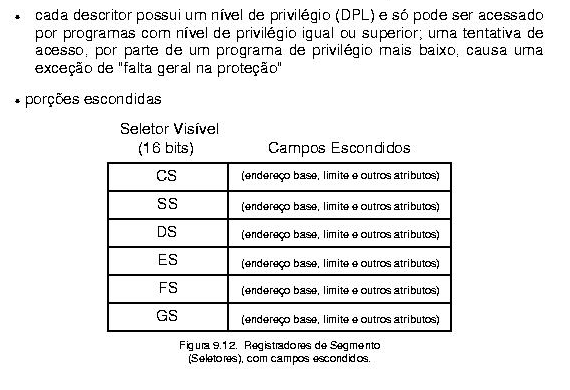 • cada descritor possui um nível de privilégio (DPL) e só pode ser acessado
por programas com nível de privilégio igual ou superior; uma tentativa de
acesso, por parte de um programa de privilégio mais baixo, causa uma
exceção de "falta geral na proteção"
• porções escondidas
Seletor Visível
(16 bits) Campos Escondidos
CS (endereço base, limite e outros atributos)
SS (endereço base, limite e outros atributos)
DS (endereço base, limite e outros atributos)
ES (endereço base, limite e outros atributos)
FS (endereço base, limite e outros atributos)
GS (endereço base, limite e outros atributos)
Figura 9.12. Registradores de Segmento
(Seletores), com campos escondidos.